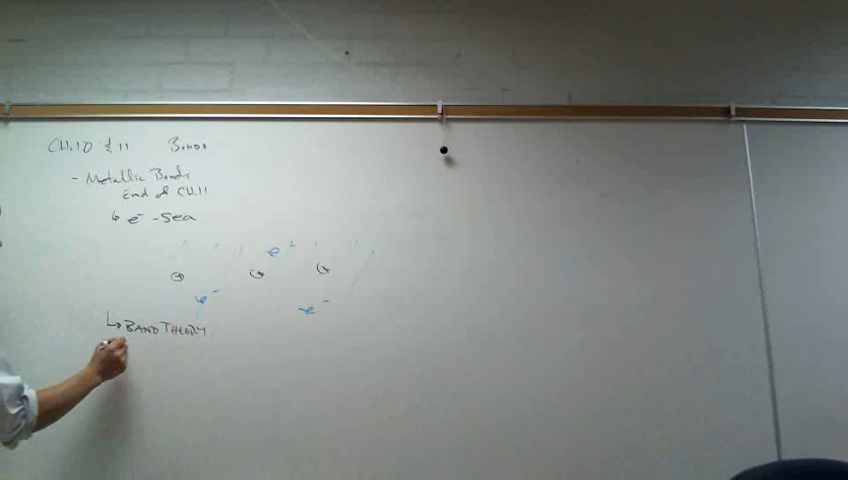 CH.10 & 11 Bonds
- Metallic Bonds
End of CH.11
↳ e⁻ - Sea
e⁻
⊕ ⊕ ⊕
e⁻
e⁻
↳ BAND THEORY